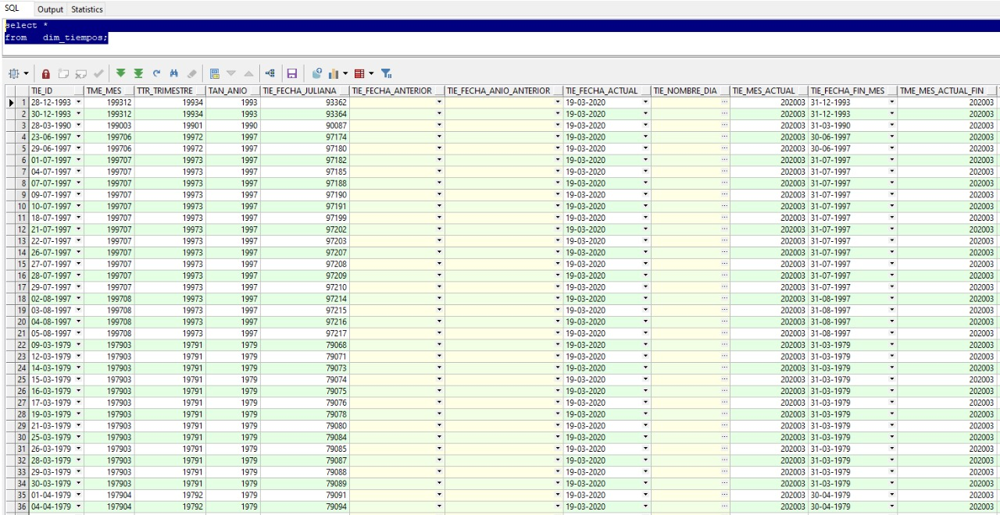 SQL Output Statistics
select *
from dim_tiempos;
TIE_ID TME_MES TTR_TRIMESTRE TAN_ANIO TIE_FECHA_JULIANA TIE_FECHA_ANTERIOR TIE_FECHA_ANIO_ANTERIOR TIE_FECHA_ACTUAL TIE_NOMBRE_DIA TIE_MES_ACTUAL TIE_FECHA_FIN_MES TME_MES_ACTUAL_FIN
1 28-12-1993 199312 19934 1993 93362 19-03-2020 ... 202003 31-12-1993 202003
2 30-12-1993 199312 19934 1993 93364 19-03-2020 ... 202003 31-12-1993 202003
3 28-03-1990 199003 19901 1990 90087 19-03-2020 ... 202003 31-03-1990 202003
4 23-06-1997 199706 19972 1997 97174 19-03-2020 ... 202003 30-06-1997 202003
5 29-06-1997 199706 19972 1997 97180 19-03-2020 ... 202003 30-06-1997 202003
6 01-07-1997 199707 19973 1997 97182 19-03-2020 ... 202003 31-07-1997 202003
7 04-07-1997 199707 19973 1997 97185 19-03-2020 ... 202003 31-07-1997 202003
8 07-07-1997 199707 19973 1997 97188 19-03-2020 ... 202003 31-07-1997 202003
9 09-07-1997 199707 19973 1997 97190 19-03-2020 ... 202003 31-07-1997 202003
10 10-07-1997 199707 19973 1997 97191 19-03-2020 ... 202003 31-07-1997 202003
11 18-07-1997 199707 19973 1997 97199 19-03-2020 ... 202003 31-07-1997 202003
12 21-07-1997 199707 19973 1997 97202 19-03-2020 ... 202003 31-07-1997 202003
13 22-07-1997 199707 19973 1997 97203 19-03-2020 ... 202003 31-07-1997 202003
14 26-07-1997 199707 19973 1997 97207 19-03-2020 ... 202003 31-07-1997 202003
15 27-07-1997 199707 19973 1997 97208 19-03-2020 ... 202003 31-07-1997 202003
16 28-07-1997 199707 19973 1997 97209 19-03-2020 ... 202003 31-07-1997 202003
17 29-07-1997 199707 19973 1997 97210 19-03-2020 ... 202003 31-07-1997 202003
18 02-08-1997 199708 19973 1997 97214 19-03-2020 ... 202003 31-08-1997 202003
19 03-08-1997 199708 19973 1997 97215 19-03-2020 ... 202003 31-08-1997 202003
20 04-08-1997 199708 19973 1997 97216 19-03-2020 ... 202003 31-08-1997 202003
21 05-08-1997 199708 19973 1997 97217 19-03-2020 ... 202003 31-08-1997 202003
22 09-03-1979 197903 19791 1979 79068 19-03-2020 ... 202003 31-03-1979 202003
23 12-03-1979 197903 19791 1979 79071 19-03-2020 ... 202003 31-03-1979 202003
24 14-03-1979 197903 19791 1979 79073 19-03-2020 ... 202003 31-03-1979 202003
25 15-03-1979 197903 19791 1979 79074 19-03-2020 ... 202003 31-03-1979 202003
26 16-03-1979 197903 19791 1979 79075 19-03-2020 ... 202003 31-03-1979 202003
27 17-03-1979 197903 19791 1979 79076 19-03-2020 ... 202003 31-03-1979 202003
28 19-03-1979 197903 19791 1979 79078 19-03-2020 ... 202003 31-03-1979 202003
29 21-03-1979 197903 19791 1979 79080 19-03-2020 ... 202003 31-03-1979 202003
30 25-03-1979 197903 19791 1979 79084 19-03-2020 ... 202003 31-03-1979 202003
31 26-03-1979 197903 19791 1979 79085 19-03-2020 ... 202003 31-03-1979 202003
32 28-03-1979 197903 19791 1979 79087 19-03-2020 ... 202003 31-03-1979 202003
33 29-03-1979 197903 19791 1979 79088 19-03-2020 ... 202003 31-03-1979 202003
34 30-03-1979 197903 19791 1979 79089 19-03-2020 ... 202003 31-03-1979 202003
35 01-04-1979 197904 19792 1979 79091 19-03-2020 ... 202003 30-04-1979 202003
36 04-04-1979 197904 19792 1979 79094 19-03-2020 ... 202003 30-04-1979 202003